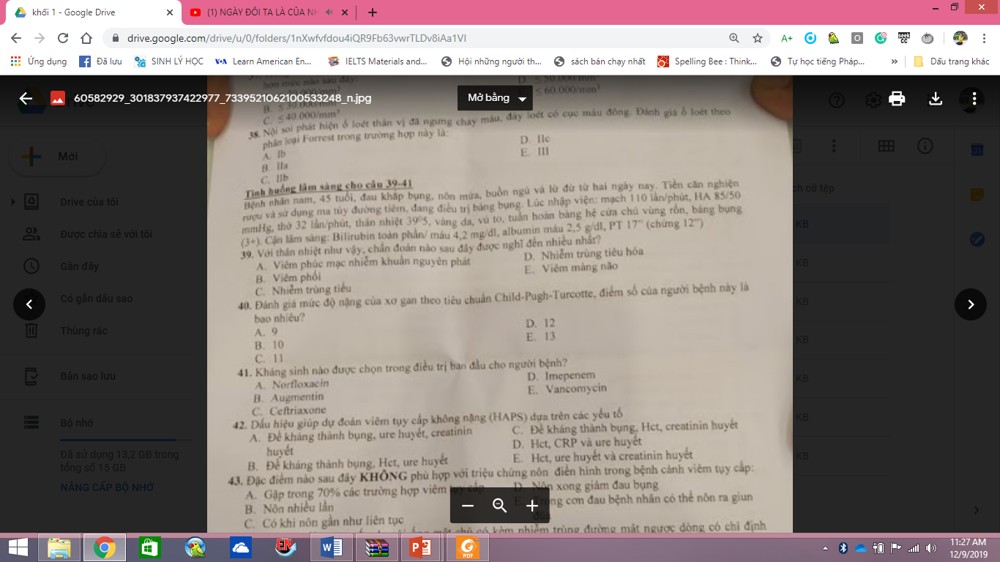 khối 1 - Google Drive
(1) NGÀY ĐÔI TA LÀ CỦA NH
drive.google.com/drive/u/0/folders/1nXwfvfdou4iQR9Fb63vwrTLDv8iAa1VI
A+
seek CC
Ứng dụng
Đã lưu
SINH LÝ HỌC
VOA
Learn American En...
IELTS Materials and...
Hội những người th...
sách bán chạy nhất
Spelling Bee : Think...
Tự học tiếng Pháp...
Dấu trang khác
60582929_301837937422977_7339521062100533248_n.jpg
Mở bằng
Mới
Drive của tôi
Được chia sẻ với tôi
Gần đây
Có gắn dấu sao
Thùng rác
Bản sao lưu
Bộ nhớ
Đã sử dụng 13,2 GB trong
tổng số 15 GB
NÂNG CẤP BỘ NHỚ
ch cỡ tệp
KB
KB
KB
KB
KB
KB
KB
hơn mức nào sau đây
D. ≤ 50.000/mm³
≤ 60.000/mm³
B. ≤ 30.000/mm³
C. ≤ 40.000/mm³
38. Nội soi phát hiện ổ loét thân vị đã ngưng chảy máu, đáy loét có cục máu đông. Đánh giá ổ loét theo
phân loại Forrest trong trường hợp này là:
A. Ib
B. IIa
C. IIb
D. IIc
E. III
Tình huống lâm sàng cho câu 39-41
Bệnh nhân nam, 45 tuổi, đau khắp bụng, nôn mửa, buồn ngủ và lừ đừ từ hai ngày nay. Tiền căn nghiện
rượu và sử dụng ma túy đường tiêm, đang điều trị báng bụng. Lúc nhập viện: mạch 110 lần/phút, HA 85/50
mmHg, thở 32 lần/phút, thân nhiệt 39º5, vàng da, vú to, tuần hoàn bàng hệ cửa chủ vùng rốn, báng bụng
(3+). Cận lâm sàng: Bilirubin toàn phần/ máu 4,2 mg/dl, albumin máu 2,5 g/dl, PT 17” (chứng 12”)
39. Với thân nhiệt như vậy, chẩn đoán nào sau đây được nghĩ đến nhiều nhất?
A. Viêm phúc mạc nhiễm khuẩn nguyên phát
B. Viêm phổi
C. Nhiễm trùng tiểu
D. Nhiễm trùng tiêu hóa
E. Viêm màng não
40. Đánh giá mức độ nặng của xơ gan theo tiêu chuẩn Child-Pugh-Turcotte, điểm số của người bệnh này là
bao nhiêu?
A. 9
B. 10
C. 11
D. 12
E. 13
41. Kháng sinh nào được chọn trong điều trị ban đầu cho người bệnh?
A. Norfloxacin
B. Augmentin
C. Ceftriaxone
D. Imepenem
E. Vancomycin
42. Dấu hiệu giúp dự đoán viêm tụy cấp không nặng (HAPS) dựa trên các yếu tố
A. Đề kháng thành bụng, ure huyết, creatinin
huyết
B. Đề kháng thành bụng, Hct, ure huyết
C. Đề kháng thành bụng, Hct, creatinin huyết
D. Hct, CRP và ure huyết
E. Hct, ure huyết và creatinin huyết
43. Đặc điểm nào sau đây KHÔNG phù hợp với triệu chứng nôn điển hình trong bệnh cảnh viêm tụy cấp:
A. Gặp trong 70% các trường hợp viêm tụy cấp
B. Nôn nhiều lần
C. Có khi nôn gần như liên tục
D. Nôn xong giảm đau bụng
E. Trong cơn đau bệnh nhân có thể nôn ra giun
đũa
một chủ có kèm nhiễm trùng đường mật ngược dòng có chỉ định
EN
PDF
11:27 AM
12/9/2019